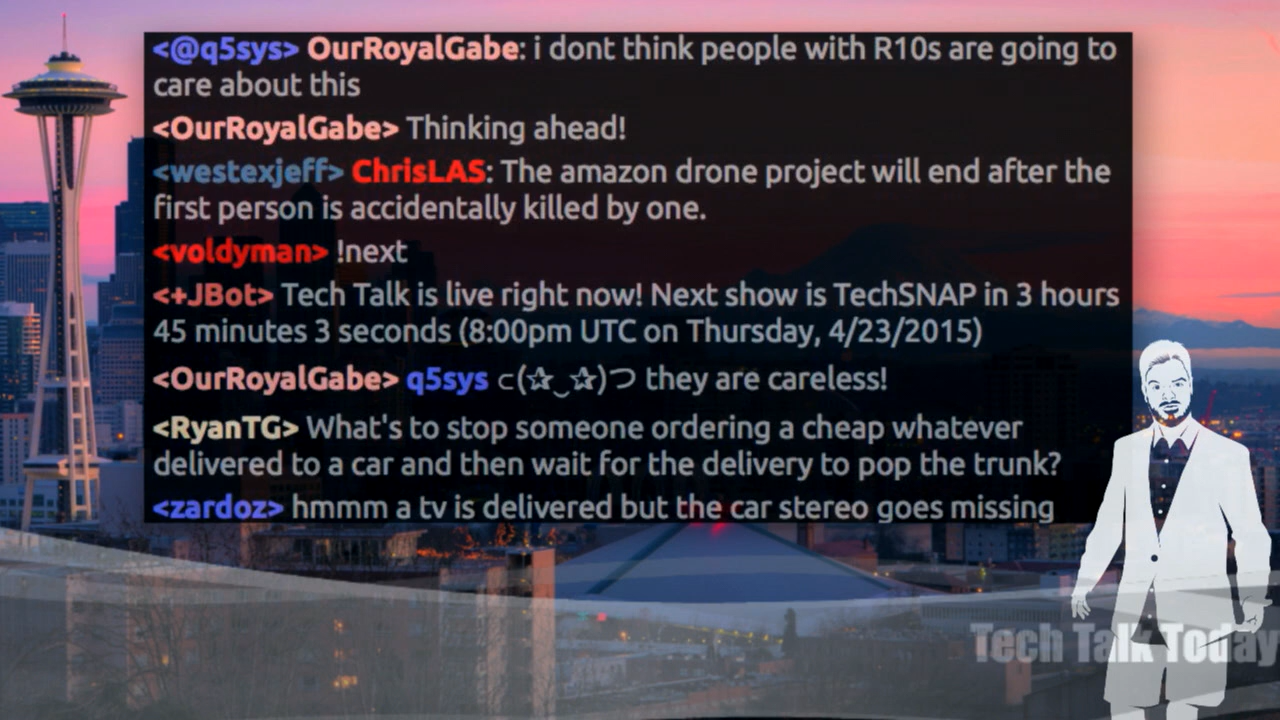 <@q5sys> OurRoyalGabe: i dont think people with R10s are going to
care about this
<OurRoyalGabe> Thinking ahead!
<westexjeff> ChrisLAS: The amazon drone project will end after the
first person is accidentally killed by one.
<voldyman> !next
<+JBot> Tech Talk is live right now! Next show is TechSNAP in 3 hours
45 minutes 3 seconds (8:00pm UTC on Thursday, 4/23/2015)
<OurRoyalGabe> q5sys ⊂(✰‿✰)つ they are careless!
<RyanTG> What's to stop someone ordering a cheap whatever
delivered to a car and then wait for the delivery to pop the trunk?
<zardoz> hmmm a tv is delivered but the car stereo goes missing
Tech Talk Today